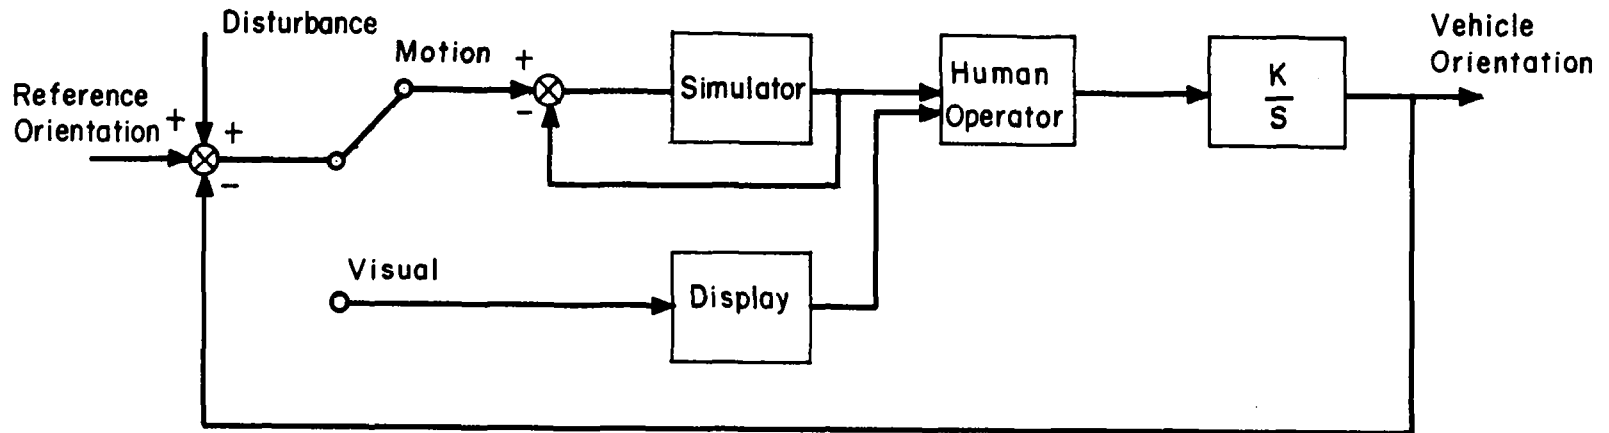 Disturbance
Vehicle
Orientation
Motion
Reference
Orientation
+
+
-
+
-
Simulator
Human
Operator
K
S
Visual
Display